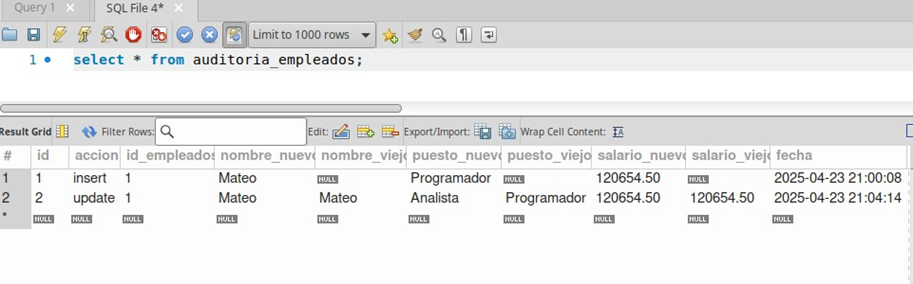 Query 1
SQL File 4*
Limit to 1000 rows
1 select * from auditoria_empleados;
Result Grid Filter Rows: Edit: Export/Import: Wrap Cell Content:
# id accion id_empleados nombre_nuevo nombre_viejo puesto_nuevo puesto_viejo salario_nuevo salario_viejo fecha
1 1 insert 1 Mateo NULL Programador NULL 120654.50 NULL 2025-04-23 21:00:08
2 2 update 1 Mateo Mateo Analista Programador 120654.50 120654.50 2025-04-23 21:04:14
* NULL NULL NULL NULL NULL NULL NULL NULL NULL NULL